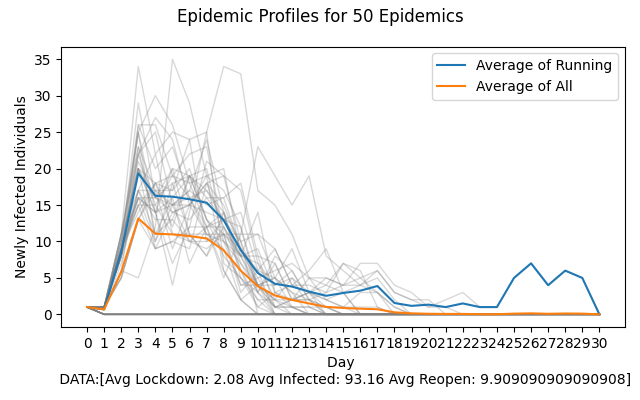 Epidemic Profiles for 50 Epidemics
Average of Running
Average of All
Newly Infected Individuals
35
30
25
20
15
10
5
0
0 1 2 3 4 5 6 7 8 9 10 11 12 13 14 15 16 17 18 19 20 21 22 23 24 25 26 27 28 29 30
Day
DATA:[Avg Lockdown: 2.08 Avg Infected: 93.16 Avg Reopen: 9.909090909090908]